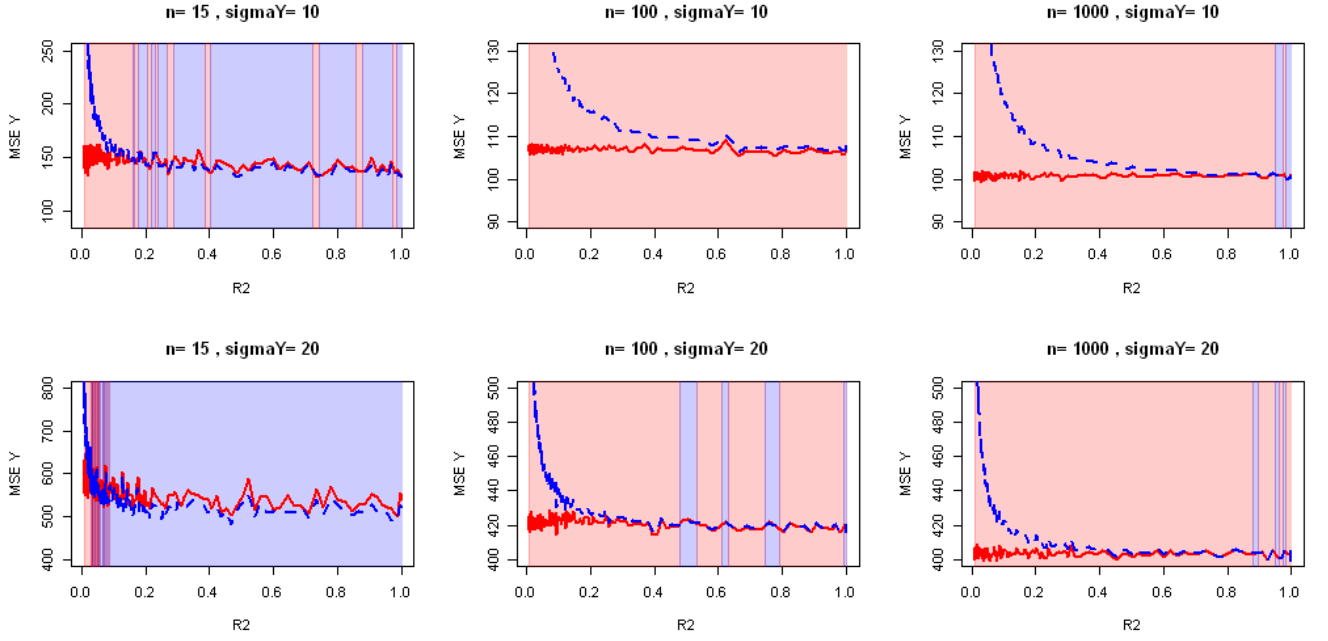 n= 15 , sigmaY= 10
n= 100 , sigmaY= 10
n= 1000 , sigmaY= 10
MSE Y
250
200
150
100
0.0 0.2 0.4 0.6 0.8 1.0
R2
MSE Y
130
120
110
100
90
0.0 0.2 0.4 0.6 0.8 1.0
R2
MSE Y
130
120
110
100
90
0.0 0.2 0.4 0.6 0.8 1.0
R2
n= 15 , sigmaY= 20
n= 100 , sigmaY= 20
n= 1000 , sigmaY= 20
MSE Y
800
700
600
500
400
0.0 0.2 0.4 0.6 0.8 1.0
R2
MSE Y
500
480
460
440
420
400
0.0 0.2 0.4 0.6 0.8 1.0
R2
MSE Y
500
480
460
440
420
400
0.0 0.2 0.4 0.6 0.8 1.0
R2